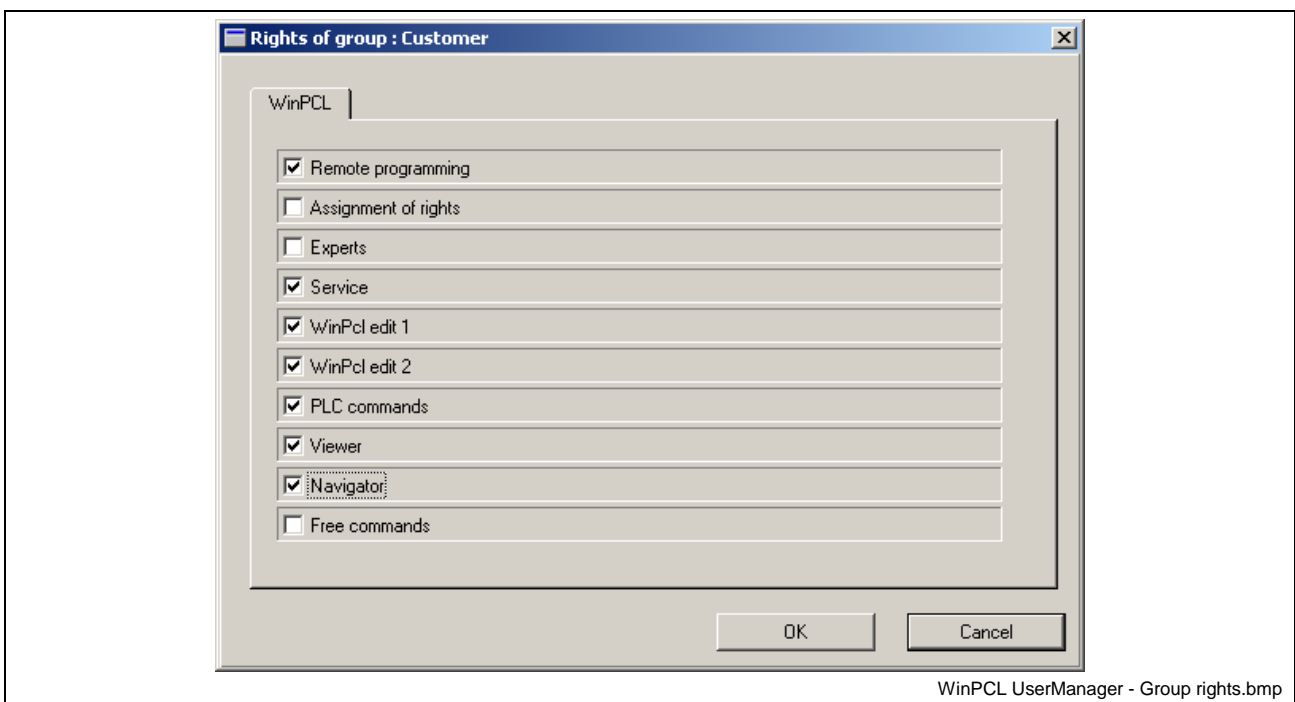 Rights of group : Customer
WinPCL
Remote programming
Assignment of rights
Experts
Service
WinPcl edit 1
WinPcl edit 2
PLC commands
Viewer
Navigator
Free commands
OK Cancel
WinPCL UserManager - Group rights.bmp